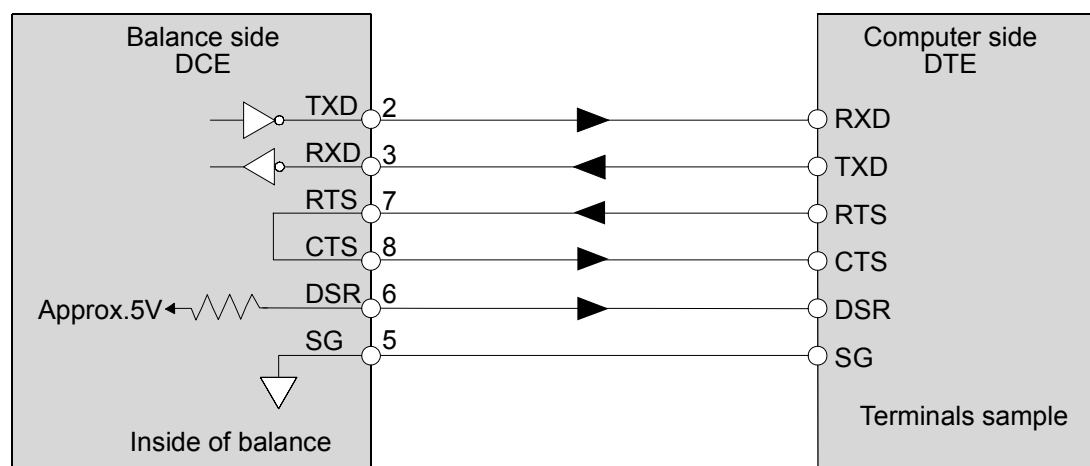 Balance side
DCE
Computer side
DTE
TXD 2
RXD
RXD 3
TXD
RTS 7
RTS
CTS 8
CTS
Approx.5V
DSR 6
DSR
SG 5
SG
Inside of balance
Terminals sample